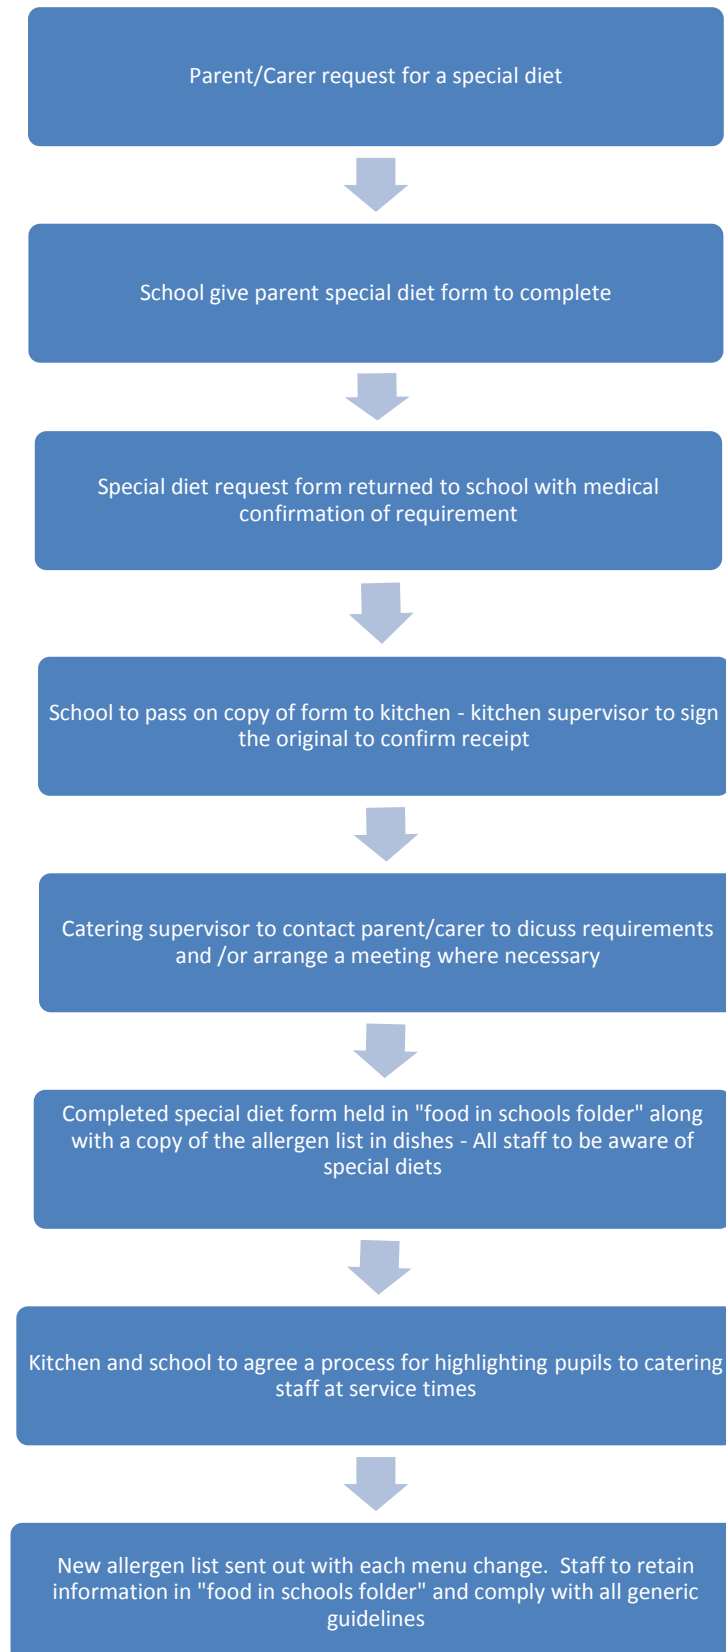 Parent/Carer request for a special diet
School give parent special diet form to complete
Special diet request form returned to school with medical
confirmation of requirement
School to pass on copy of form to kitchen - kitchen supervisor to sign
the original to confirm receipt
Catering supervisor to contact parent/carer to dicuss requirements
and /or arrange a meeting where necessary
Completed special diet form held in "food in schools folder" along
with a copy of the allergen list in dishes - All staff to be aware of
special diets
Kitchen and school to agree a process for highlighting pupils to catering
staff at service times
New allergen list sent out with each menu change.  Staff to retain
information in "food in schools folder" and comply with all generic
guidelines